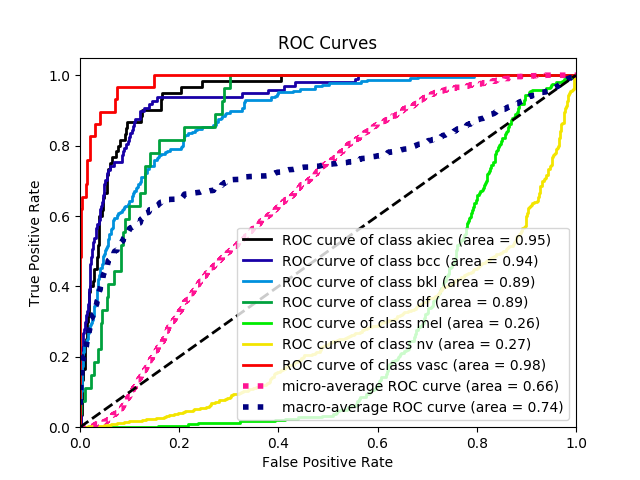 ROC Curves
1.0
0.8
0.6
0.4
0.2
0.0
True Positive Rate
ROC curve of class akiec (area = 0.95)
ROC curve of class bcc (area = 0.94)
ROC curve of class bkl (area = 0.89)
ROC curve of class df (area = 0.89)
ROC curve of class mel (area = 0.26)
ROC curve of class nv (area = 0.27)
ROC curve of class vasc (area = 0.98)
micro-average ROC curve (area = 0.66)
macro-average ROC curve (area = 0.74)
0.0 0.2 0.4 0.6 0.8 1.0
False Positive Rate